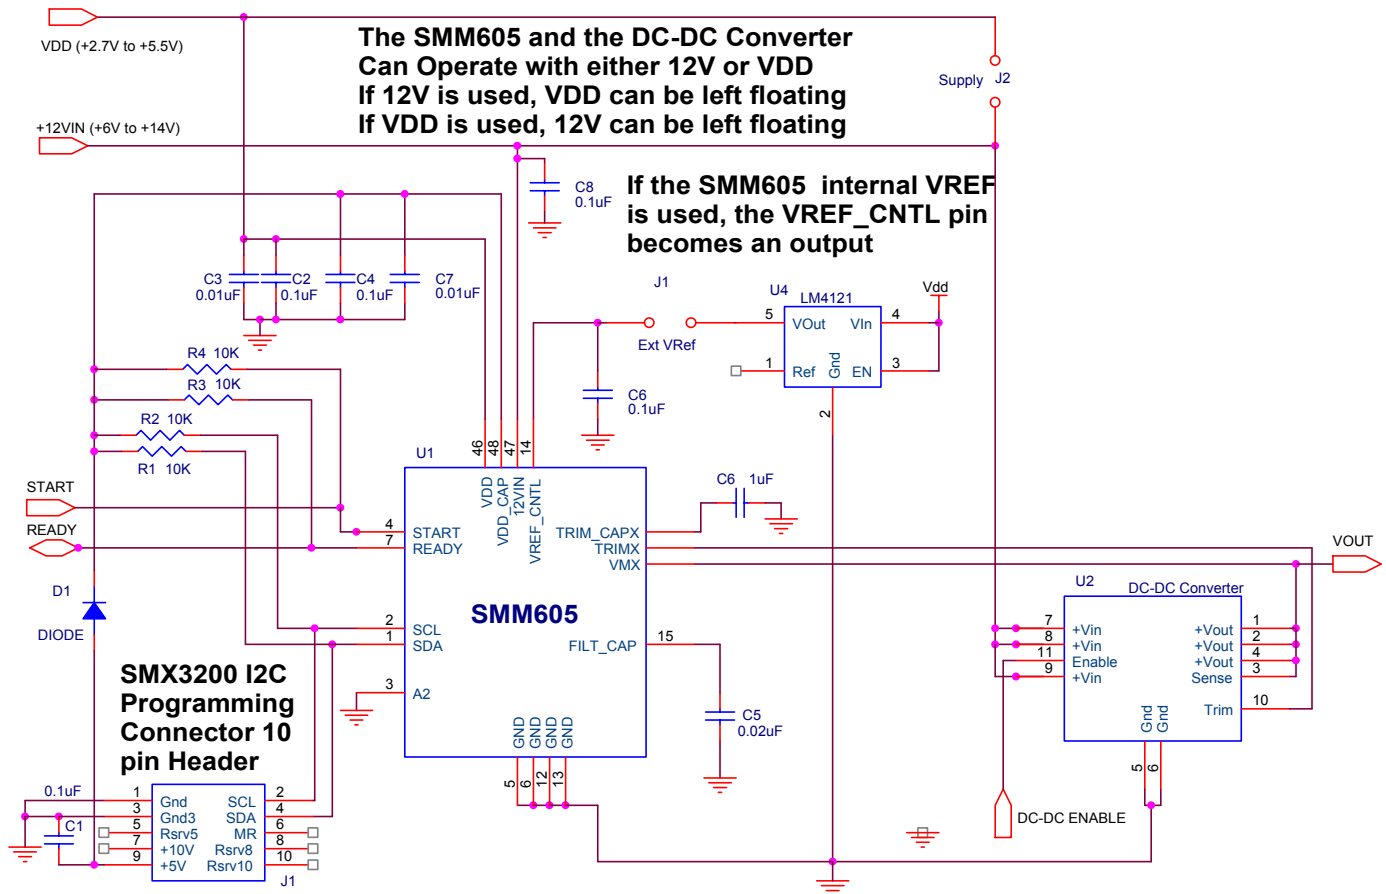 VDD (+2.7V to +5.5V)
The SMM605 and the DC-DC Converter
Can Operate with either 12V or VDD
If 12V is used, VDD can be left floating
If VDD is used, 12V can be left floating
Supply J2
+12VIN (+6V to +14V)
C8
0.1uF
If the SMM605 internal VREF
is used, the VREF_CNTL pin
becomes an output
C3
0.01uF
C2
0.1uF
C4
0.1uF
C7
0.01uF
J1
Ext VRef
U4
LM4121
Vdd
5 VOut VIn 4
1 Ref Gnd EN 3
2
C6
0.1uF
R4 10K
R3 10K
R2 10K
R1 10K
U1
46 48 47 14
VDD
VDD_CAP
12VIN
VREF_CNTL
START
READY
4 START
7 READY
2 SCL
1 SDA
3 A2
SMM605
TRIM_CAPX
TRIMX
VMX
FILT_CAP 15
GND GND GND GND
5 6 12 13
C6 1uF
C5
0.02uF
VOUT
U2
DC-DC Converter
7 +Vin +Vout 1
8 +Vin +Vout 2
11 Enable +Vout 4
9 +Vin Sense 3
Trim 10
Gnd Gnd
5 6
DC-DC ENABLE
D1
DIODE
SMX3200 I2C
Programming
Connector 10
pin Header
0.1uF
C1
1 Gnd SCL 2
3 Gnd3 SDA 4
5 Rsrv5 MR 6
7 +10V Rsrv8 8
9 +5V Rsrv10 10
J1